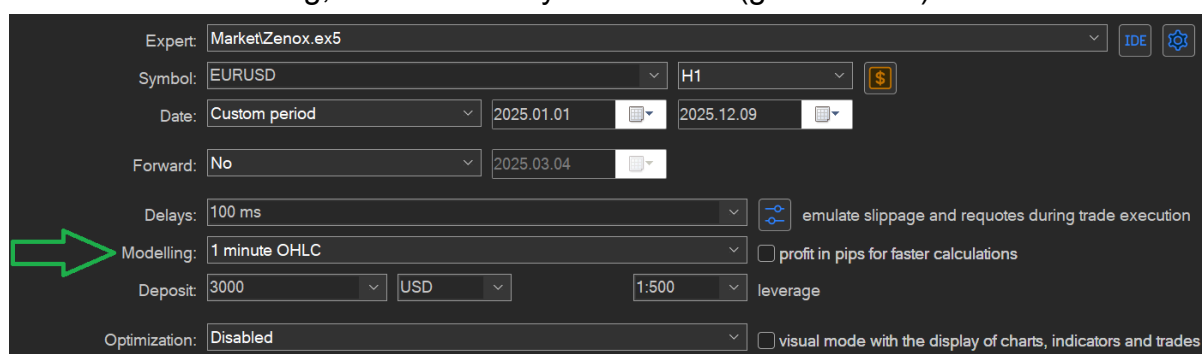 Expert: Market\Zenox.ex5 IDE
Symbol: EURUSD H1 $
Date: Custom period 2025.01.01 2025.12.09
Forward: No 2025.03.04
Delays: 100 ms emulate slippage and requotes during trade execution
Modelling: 1 minute OHLC profit in pips for faster calculations
Deposit: 3000 USD 1:500 leverage
Optimization: Disabled visual mode with the display of charts, indicators and trades